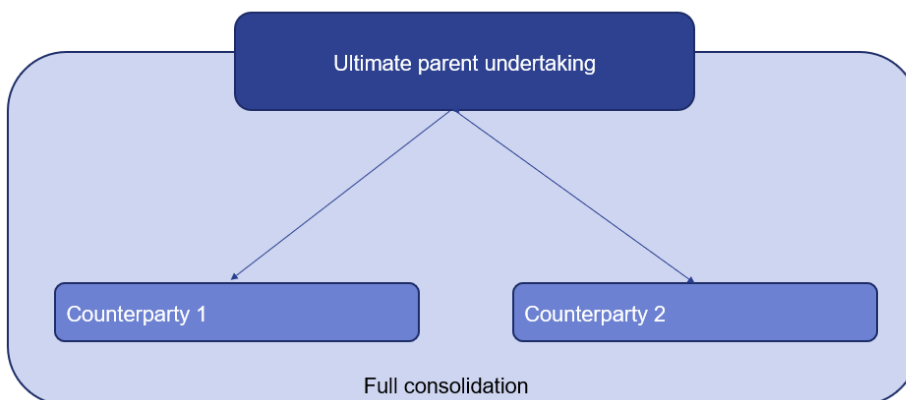 Ultimate parent undertaking
Counterparty 1
Counterparty 2
Full consolidation